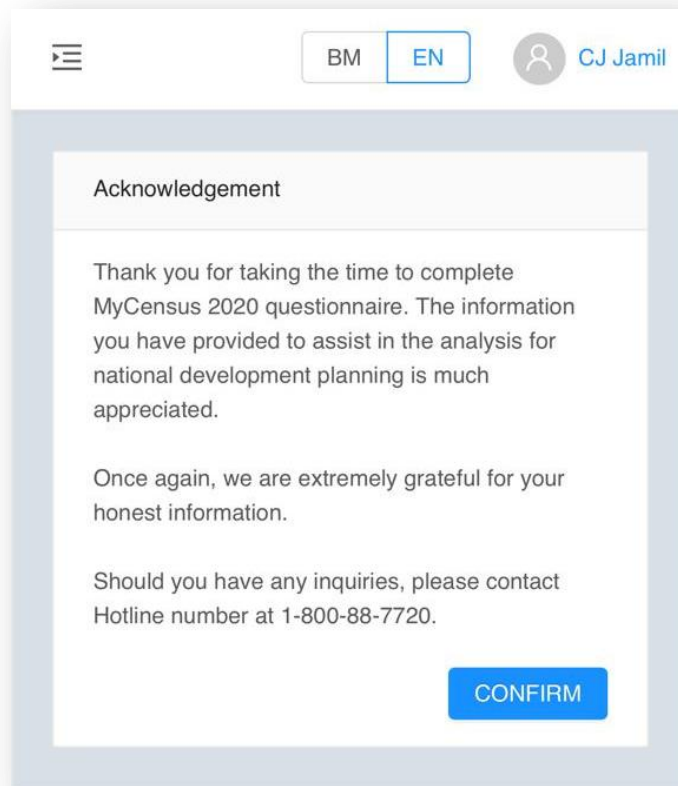 BM EN CJ Jamil
Acknowledgement
Thank you for taking the time to complete
MyCensus 2020 questionnaire. The information
you have provided to assist in the analysis for
national development planning is much
appreciated.
Once again, we are extremely grateful for your
honest information.
Should you have any inquiries, please contact
Hotline number at 1-800-88-7720.
CONFIRM